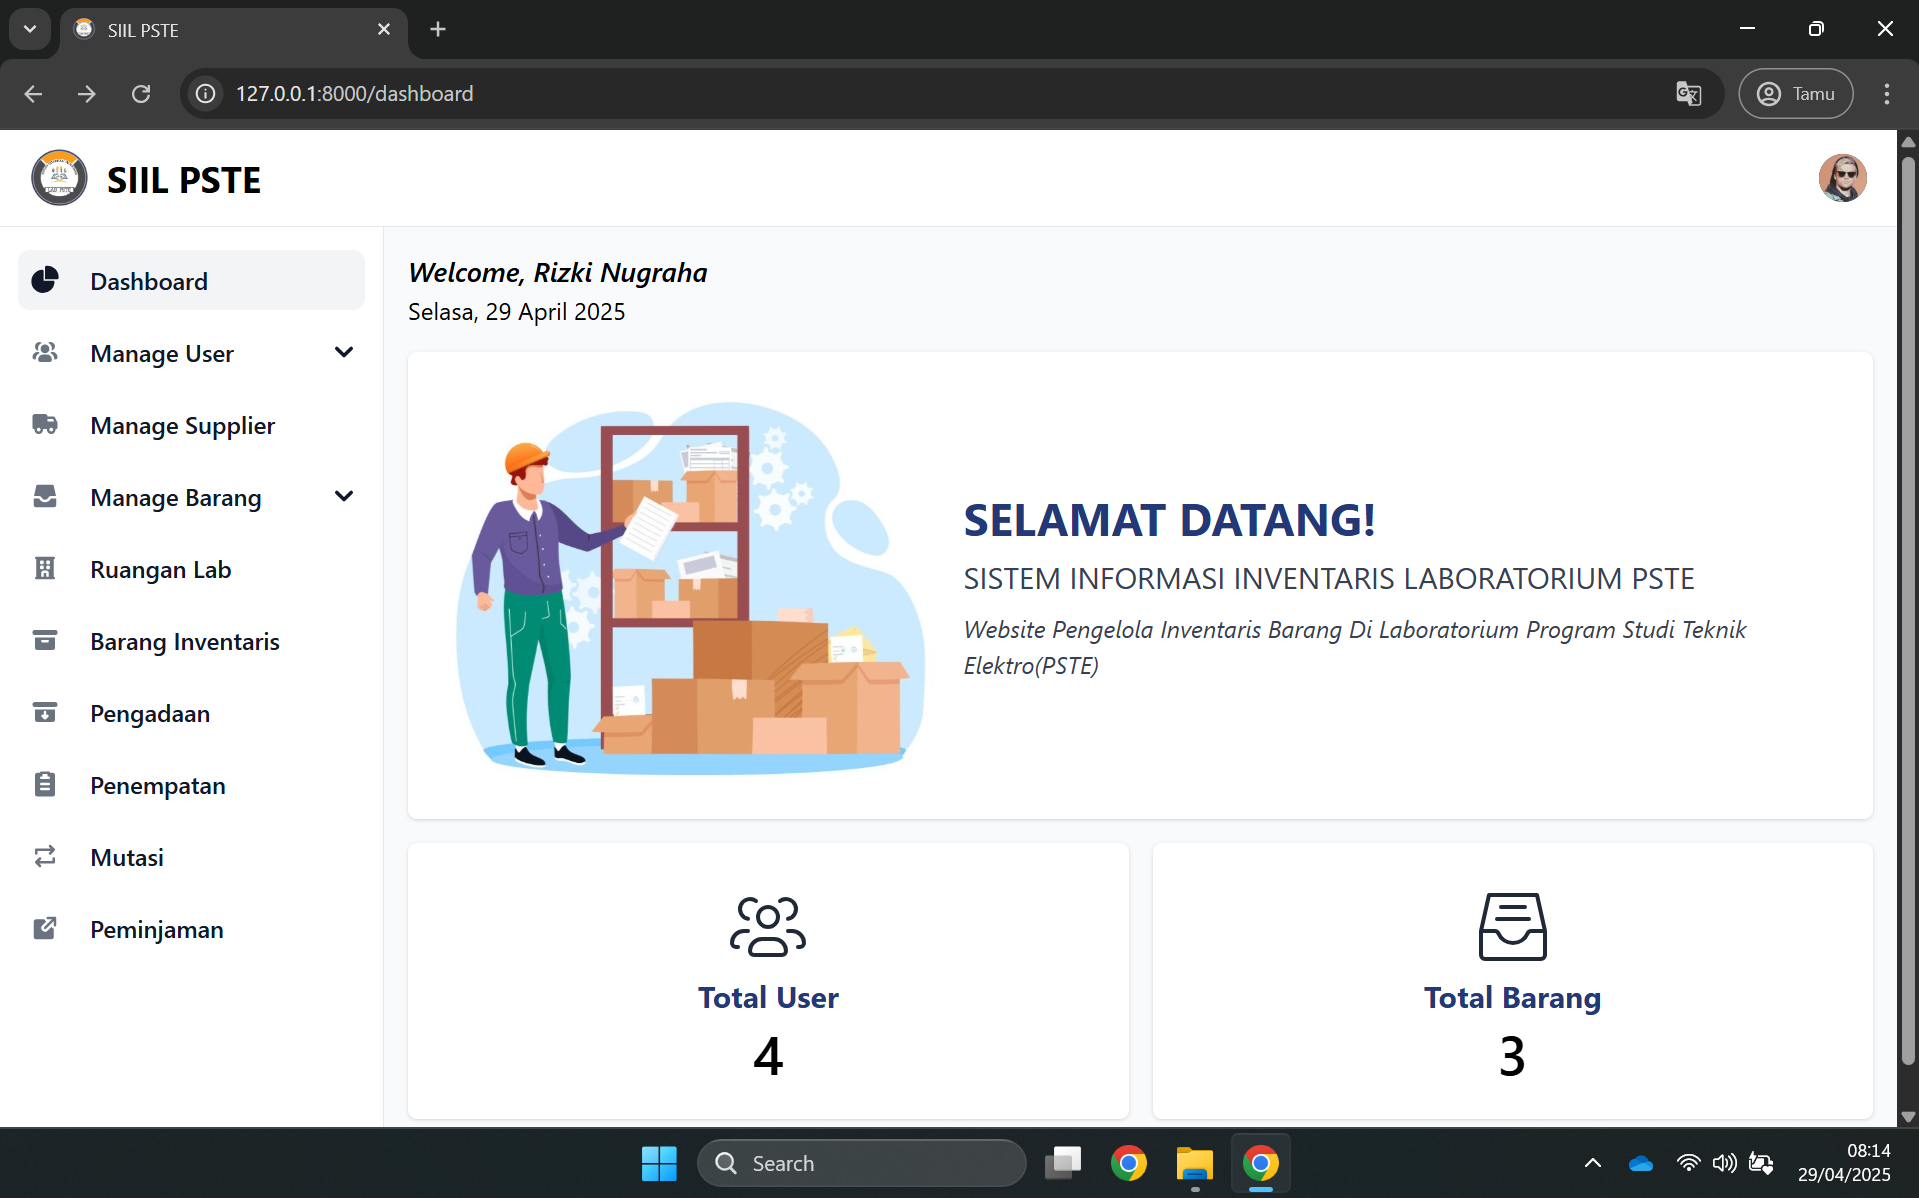 SIIL PSTE
127.0.0.1:8000/dashboard
Tamu
SIIL PSTE
Dashboard
Manage User
Manage Supplier
Manage Barang
Ruangan Lab
Barang Inventaris
Pengadaan
Penempatan
Mutasi
Peminjaman
Welcome, Rizki Nugraha
Selasa, 29 April 2025
SELAMAT DATANG!
SISTEM INFORMASI INVENTARIS LABORATORIUM PSTE
Website Pengelola Inventaris Barang Di Laboratorium Program Studi Teknik
Elektro(PSTE)
Total User
4
Total Barang
3
Search
08:14
29/04/2025